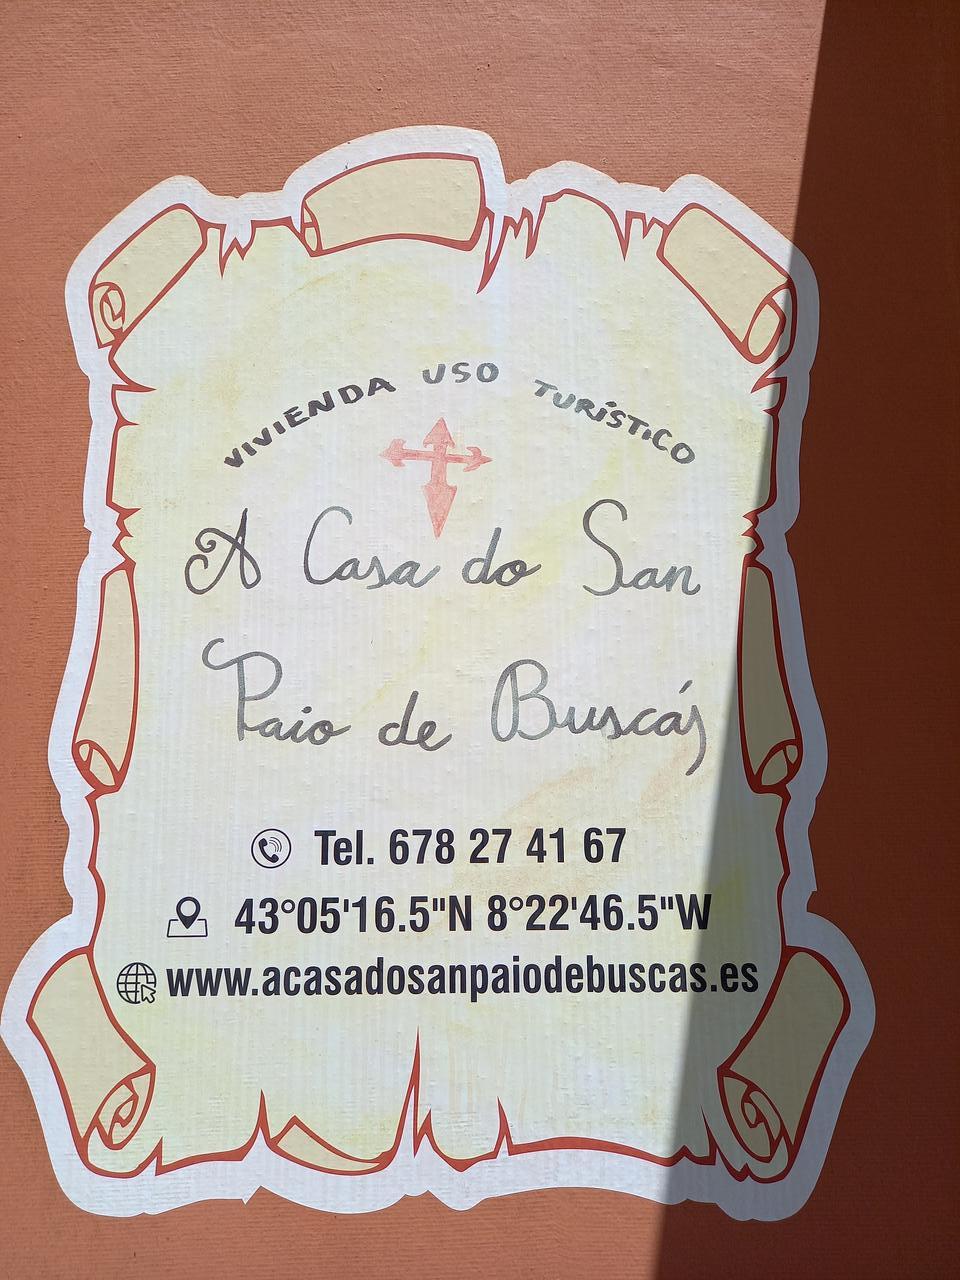 VIVIENDA USO TURÍSTICO
A Casa do San
Paio de Buscás
Tel. 678 27 41 67
43°05'16.5"N 8°22'46.5"W
www.acasadosanpaiodebuscas.es